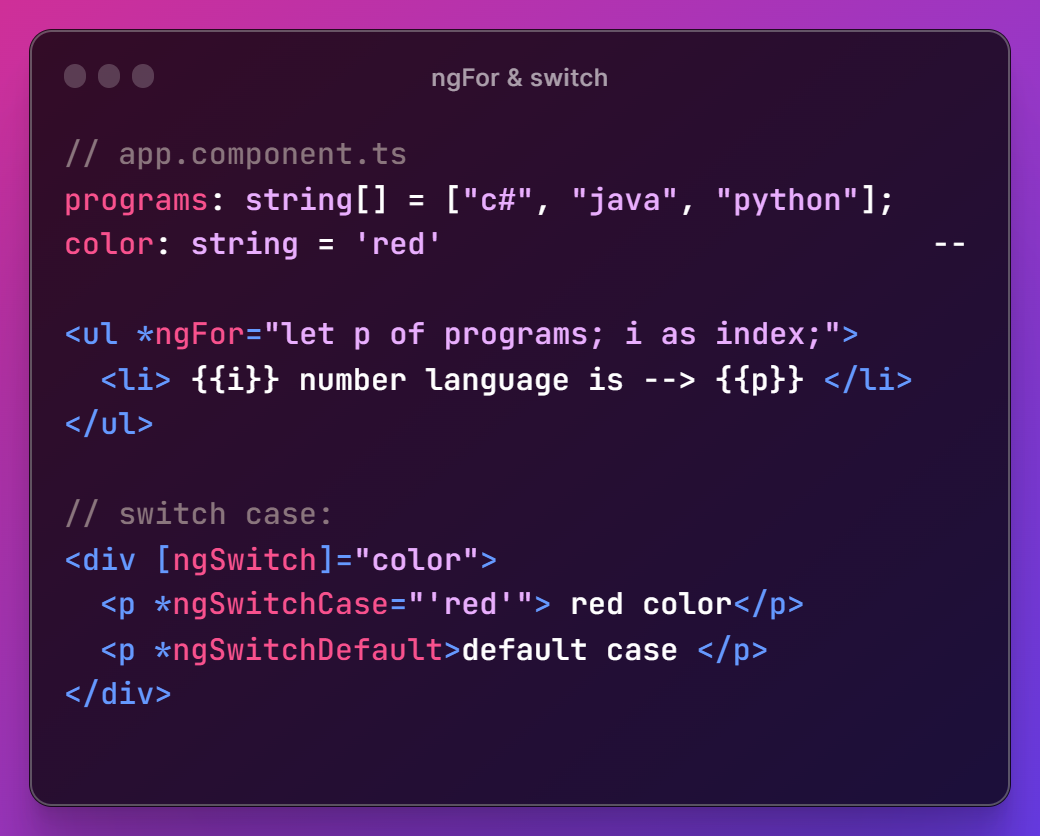 ngFor & switch
// app.component.ts
programs: string[] = ["c#", "java", "python"];
color: string = 'red'                           --
<ul *ngFor="let p of programs; i as index;">
  <li> {{i}} number language is --> {{p}} </li>
</ul>
// switch case:
<div [ngSwitch]="color">
  <p *ngSwitchCase="'red'"> red color</p>
  <p *ngSwitchDefault>default case </p>
</div>